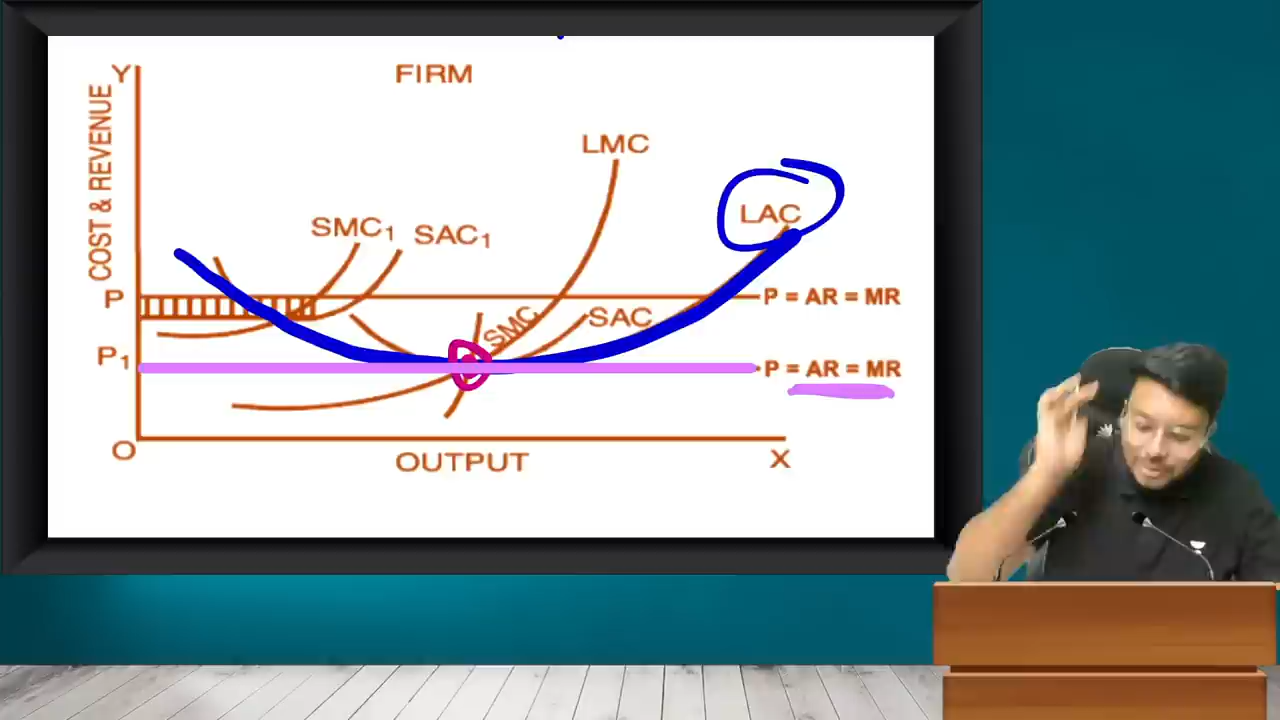 Y
FIRM
COST & REVENUE
LMC
LAC
SMC1
SAC1
P
P = AR = MR
SMC
SAC
P1
P = AR = MR
O
OUTPUT
X